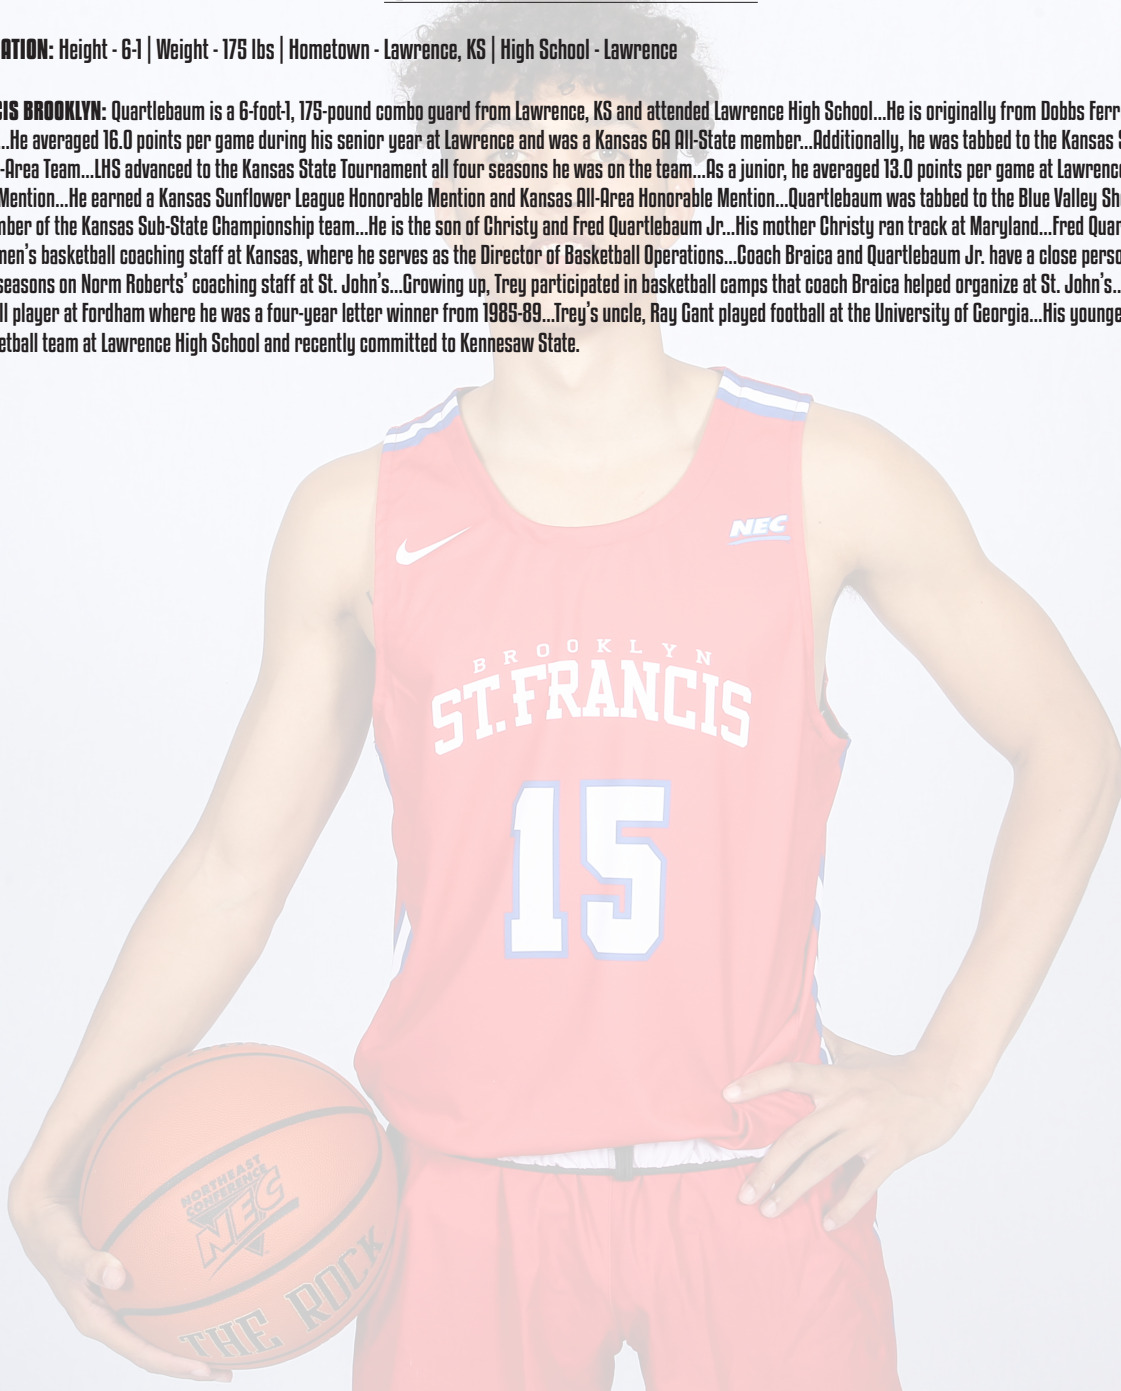 ATION: Height - 6-1 | Weight - 175 lbs | Hometown - Lawrence, KS | High School - Lawrence
CIS BROOKLYN: Quartlebaum is a 6-foot-1, 175-pound combo guard from Lawrence, KS and attended Lawrence High School...He is originally from Dobbs Ferr
...He averaged 16.0 points per game during his senior year at Lawrence and was a Kansas 6A All-State member...Additionally, he was tabbed to the Kansas S
-Area Team...LHS advanced to the Kansas State Tournament all four seasons he was on the team...As a junior, he averaged 13.0 points per game at Lawrence
Mention...He earned a Kansas Sunflower League Honorable Mention and Kansas All-Area Honorable Mention...Quartlebaum was tabbed to the Blue Valley Sh
mber of the Kansas Sub-State Championship team...He is the son of Christy and Fred Quartlebaum Jr...His mother Christy ran track at Maryland...Fred Quar
men's basketball coaching staff at Kansas, where he serves as the Director of Basketball Operations...Coach Braica and Quartlebaum Jr. have a close perso
seasons on Norm Roberts' coaching staff at St. John's...Growing up, Trey participated in basketball camps that coach Braica helped organize at St. John's...
ll player at Fordham where he was a four-year letter winner from 1985-89...Trey's uncle, Ray Gant played football at the University of Georgia...His younge
etball team at Lawrence High School and recently committed to Kennesaw State.
NEC
BROOKLYN
ST. FRANCIS
15
NORTHEAST
CONFERENCE
NEC
THE ROCK